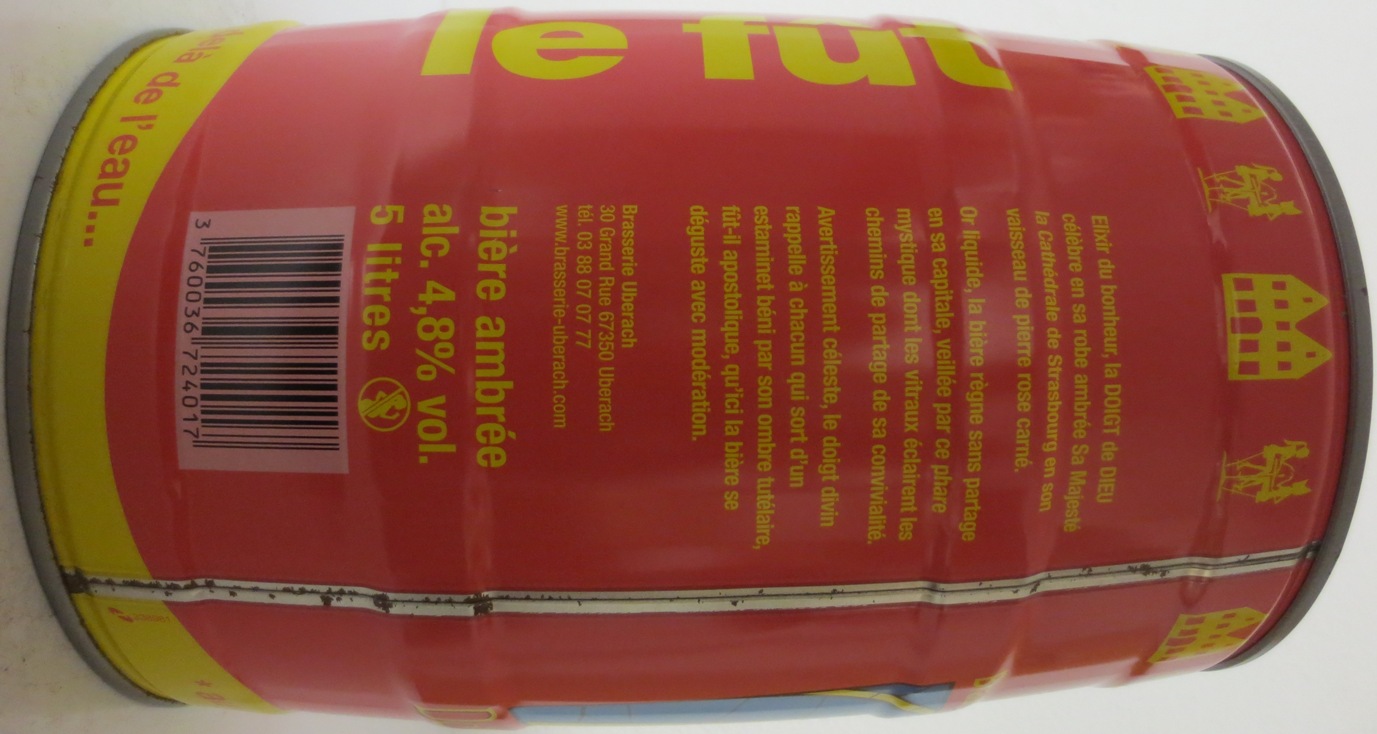 le fût
Elixir du bonheur, la DOIGT de DIEU
célèbre en sa robe ambrée Sa Majesté
la Cathédrale de Strasbourg en son
vaisseau de pierre rose carné.
Or liquide, la bière règne sans partage
en sa capitale, veillée par ce phare
mystique dont les vitraux éclairent les
chemins de partage de sa convivialité.
Avertissement céleste, le doigt divin
rappelle à chacun qui sort d'un
estaminet béni par son ombre tutélaire,
fût-il apostolique, qu'ici la bière se
déguste avec modération.
Brasserie Uberach
30 Grand Rue 67350 Uberach
tél. 03 88 07 07 77
www.brasserie-uberach.com
bière ambrée
alc. 4,8% vol.
5 litres
3 760036 724017
de l'eau...